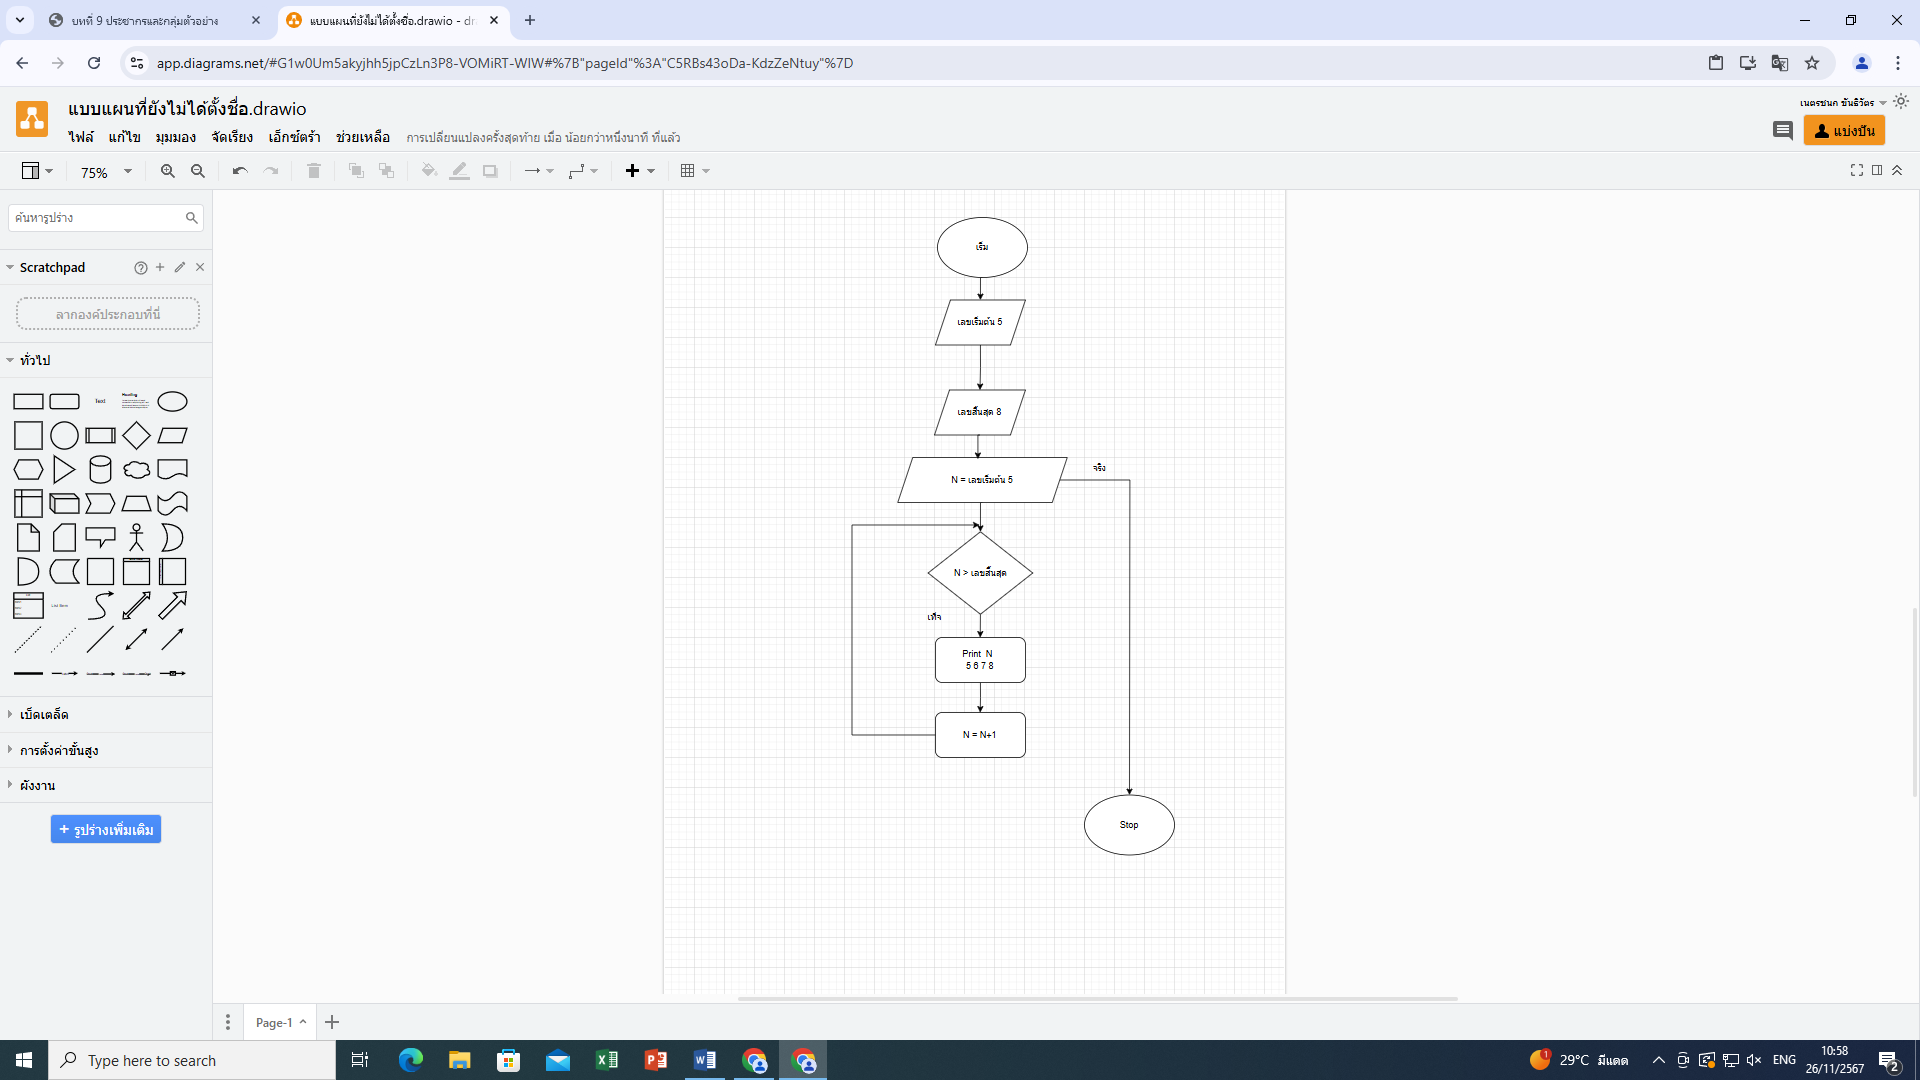 บทที่ 9 ประชากรและกลุ่มตัวอย่าง
แบบแผนที่ยังไม่ได้ตั้งชื่อ.drawio - dr
app.diagrams.net/#G1w0Um5akyjhh5jpCzLn3P8-VOMiRT-WIW#%7B"pageId"%3A"C5RBs43oDa-KdzZeNtuy"%7D
แบบแผนที่ยังไม่ได้ตั้งชื่อ.drawio
เนตรชนก ขันธิวัตร
ไฟล์ แก้ไข มุมมอง จัดเรียง เอ็กซ์ตร้า ช่วยเหลือ การเปลี่ยนแปลงครั้งสุดท้าย เมื่อ น้อยกว่าหนึ่งนาที ที่แล้ว
แบ่งปัน
75%
ค้นหารูปร่าง
Scratchpad
ลากองค์ประกอบที่นี่
ทั่วไป
Text
Heading
List Item
เบ็ดเตล็ด
การตั้งค่าขั้นสูง
ผังงาน
+ รูปร่างเพิ่มเติม
เริ่ม
เลขเริ่มต้น 5
เลขสิ้นสุด 8
N = เลขเริ่มต้น 5
จริง
N > เลขสิ้นสุด
เท็จ
Print N
5 6 7 8
N = N+1
Stop
Page-1
Type here to search
29°C มีแดด
ENG
10:58
26/11/2567
2